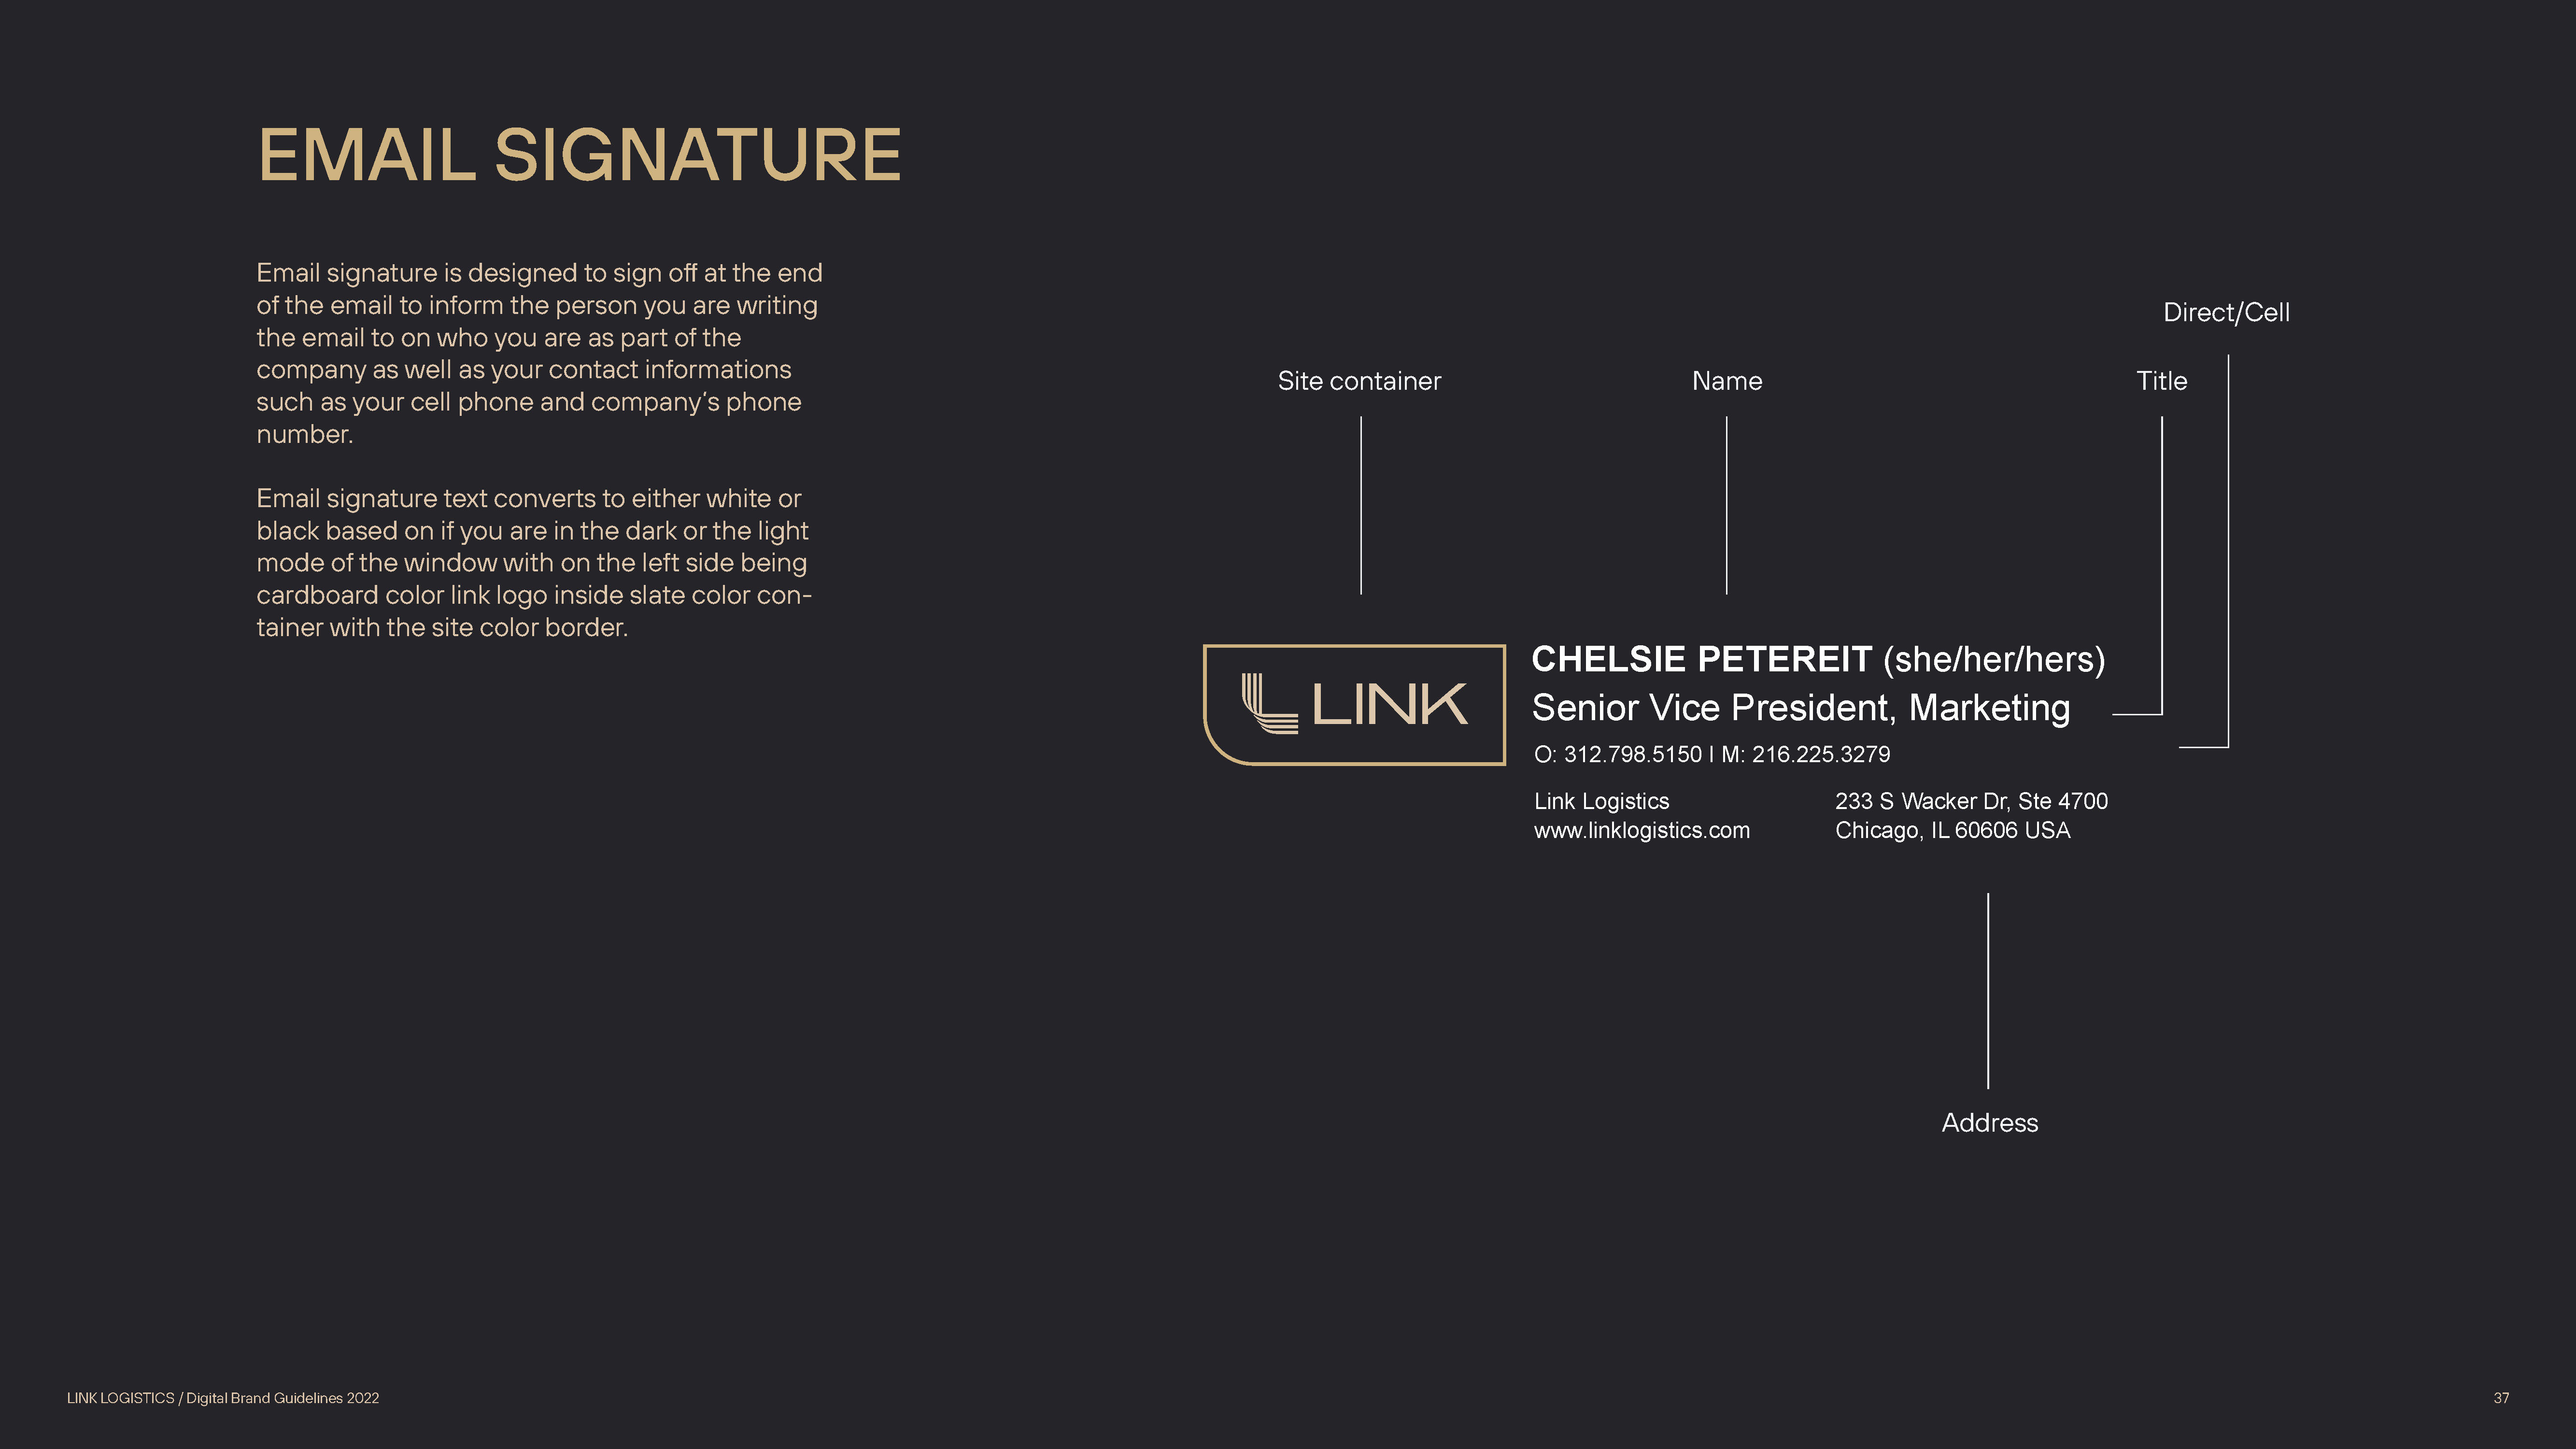 EMAIL SIGNATURE
Email signature is designed to sign off at the end
of the email to inform the person you are writing
the email to on who you are as part of the
company as well as your contact informations
such as your cell phone and company's phone
number.
Email signature text converts to either white or
black based on if you are in the dark or the light
mode of the window with on the left side being
cardboard color link logo inside slate color con-
tainer with the site color border.
Direct/Cell
Site container
Name
Title
LINK
CHELSIE PETEREIT (she/her/hers)
Senior Vice President, Marketing
O: 312.798.5150 I M: 216.225.3279
Link Logistics
www.linklogistics.com
233 S Wacker Dr, Ste 4700
Chicago, IL 60606 USA
Address
LINK LOGISTICS / Digital Brand Guidelines 2022
37